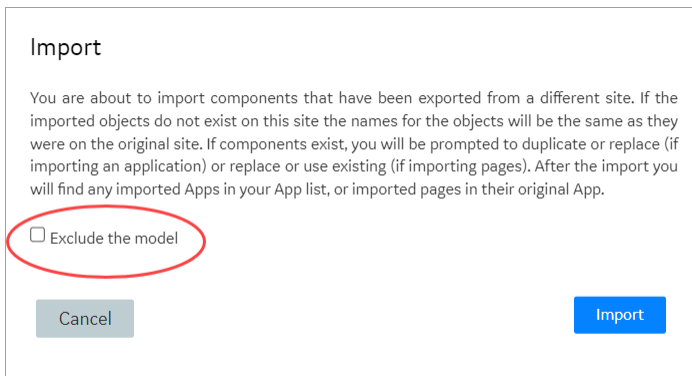 Import
You are about to import components that have been exported from a different site. If the
imported objects do not exist on this site the names for the objects will be the same as they
were on the original site. If components exist, you will be prompted to duplicate or replace (if
importing an application) or replace or use existing (if importing pages). After the import you
will find any imported Apps in your App list, or imported pages in their original App.
Exclude the model
Cancel
Import